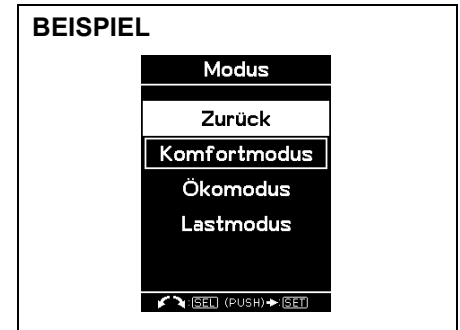 BEISPIEL
Modus
Zurück
Komfortmodus
Ökomodus
Lastmodus
:SEL (PUSH)➔:SET